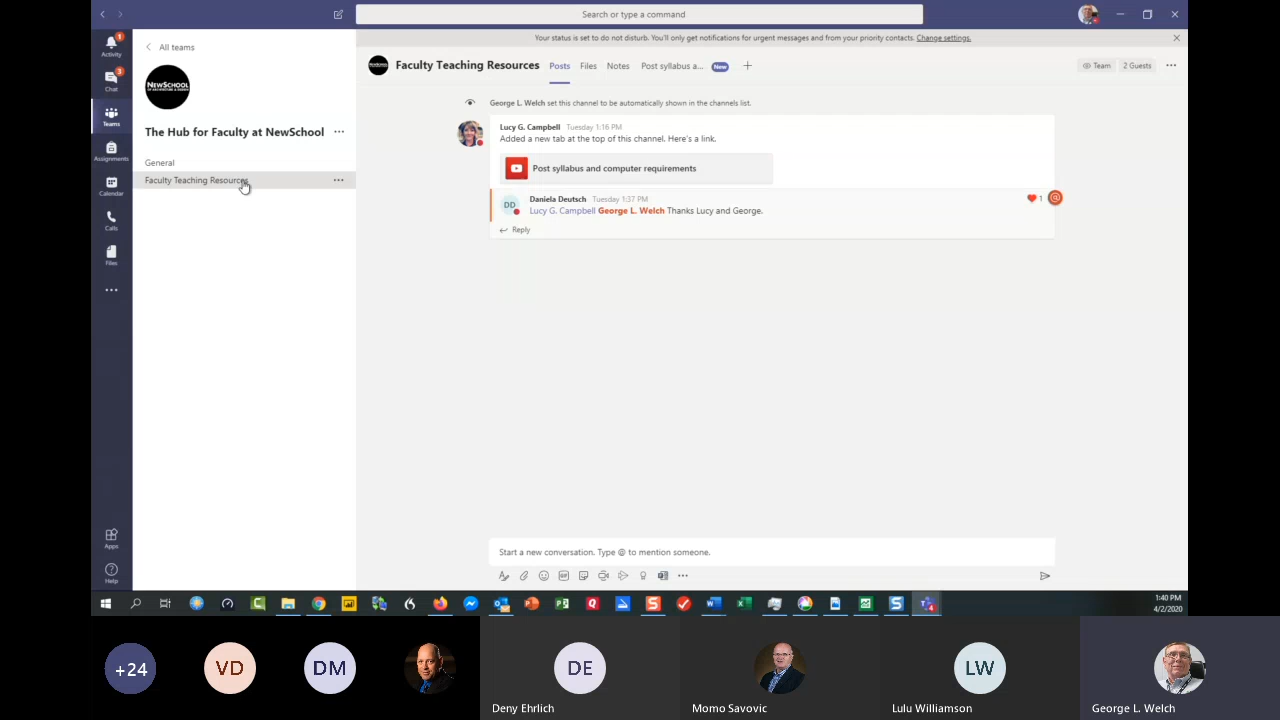 Search or type a command
Your status is set to do not disturb. You'll only get notifications for urgent messages and from your priority contacts. Change settings.
1
Activity
3
Chat
Teams
Assignments
Calendar
Calls
Files
Apps
Help
All teams
NEWSCHOOL
The Hub for Faculty at NewSchool
General
Faculty Teaching Resources
Faculty Teaching Resources
Posts
Files
Notes
Post syllabus a...
New
Team
2 Guests
George L. Welch set this channel to be automatically shown in the channels list.
Lucy G. Campbell Tuesday 1:16 PM
Added a new tab at the top of this channel. Here's a link.
Post syllabus and computer requirements
DD
Daniela Deutsch Tuesday 1:37 PM
1
Lucy G. Campbell George L. Welch Thanks Lucy and George.
Reply
Start a new conversation. Type @ to mention someone.
GIF
1:40 PM
4/2/2020
+24
VD
DM
DE
Deny Ehrlich
Momo Savovic
LW
Lulu Williamson
George L. Welch